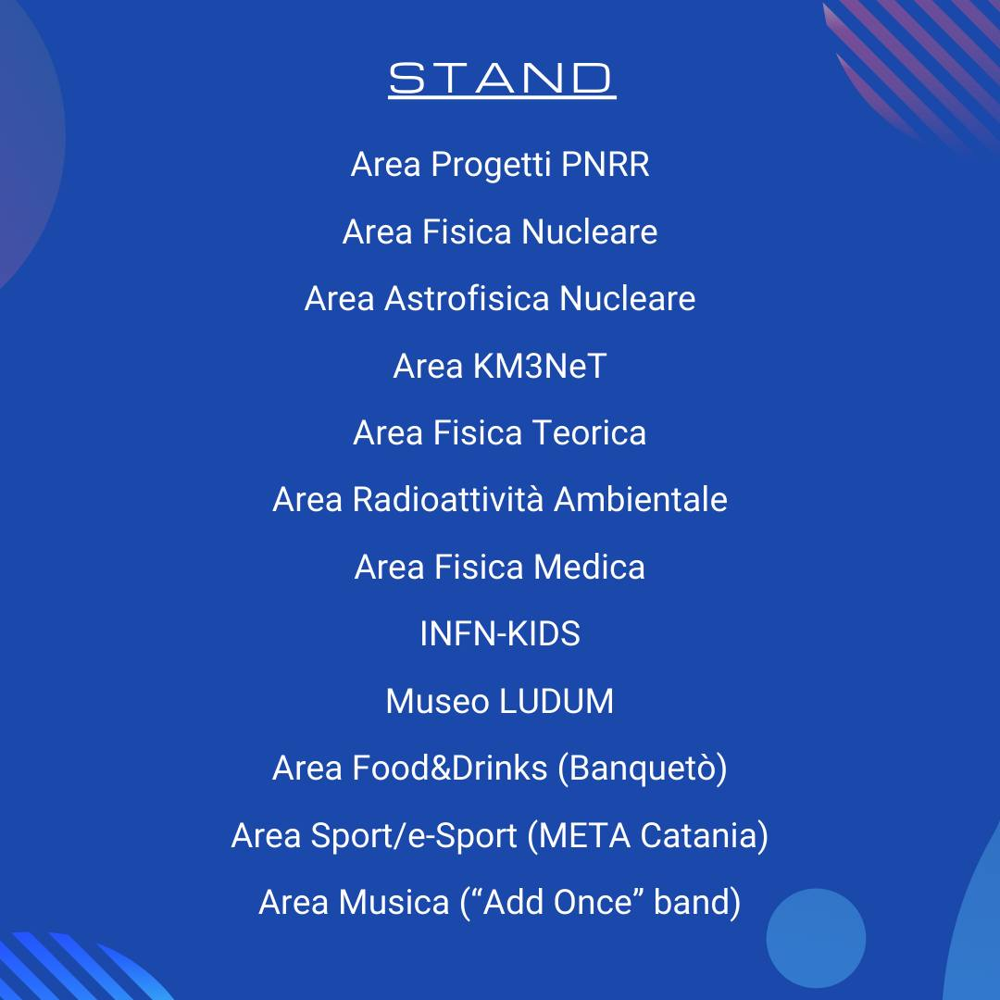 STAND
Area Progetti PNRR
Area Fisica Nucleare
Area Astrofisica Nucleare
Area KM3NeT
Area Fisica Teorica
Area Radioattività Ambientale
Area Fisica Medica
INFN-KIDS
Museo LUDUM
Area Food&Drinks (Banquetò)
Area Sport/e-Sport (META Catania)
Area Musica (“Add Once” band)